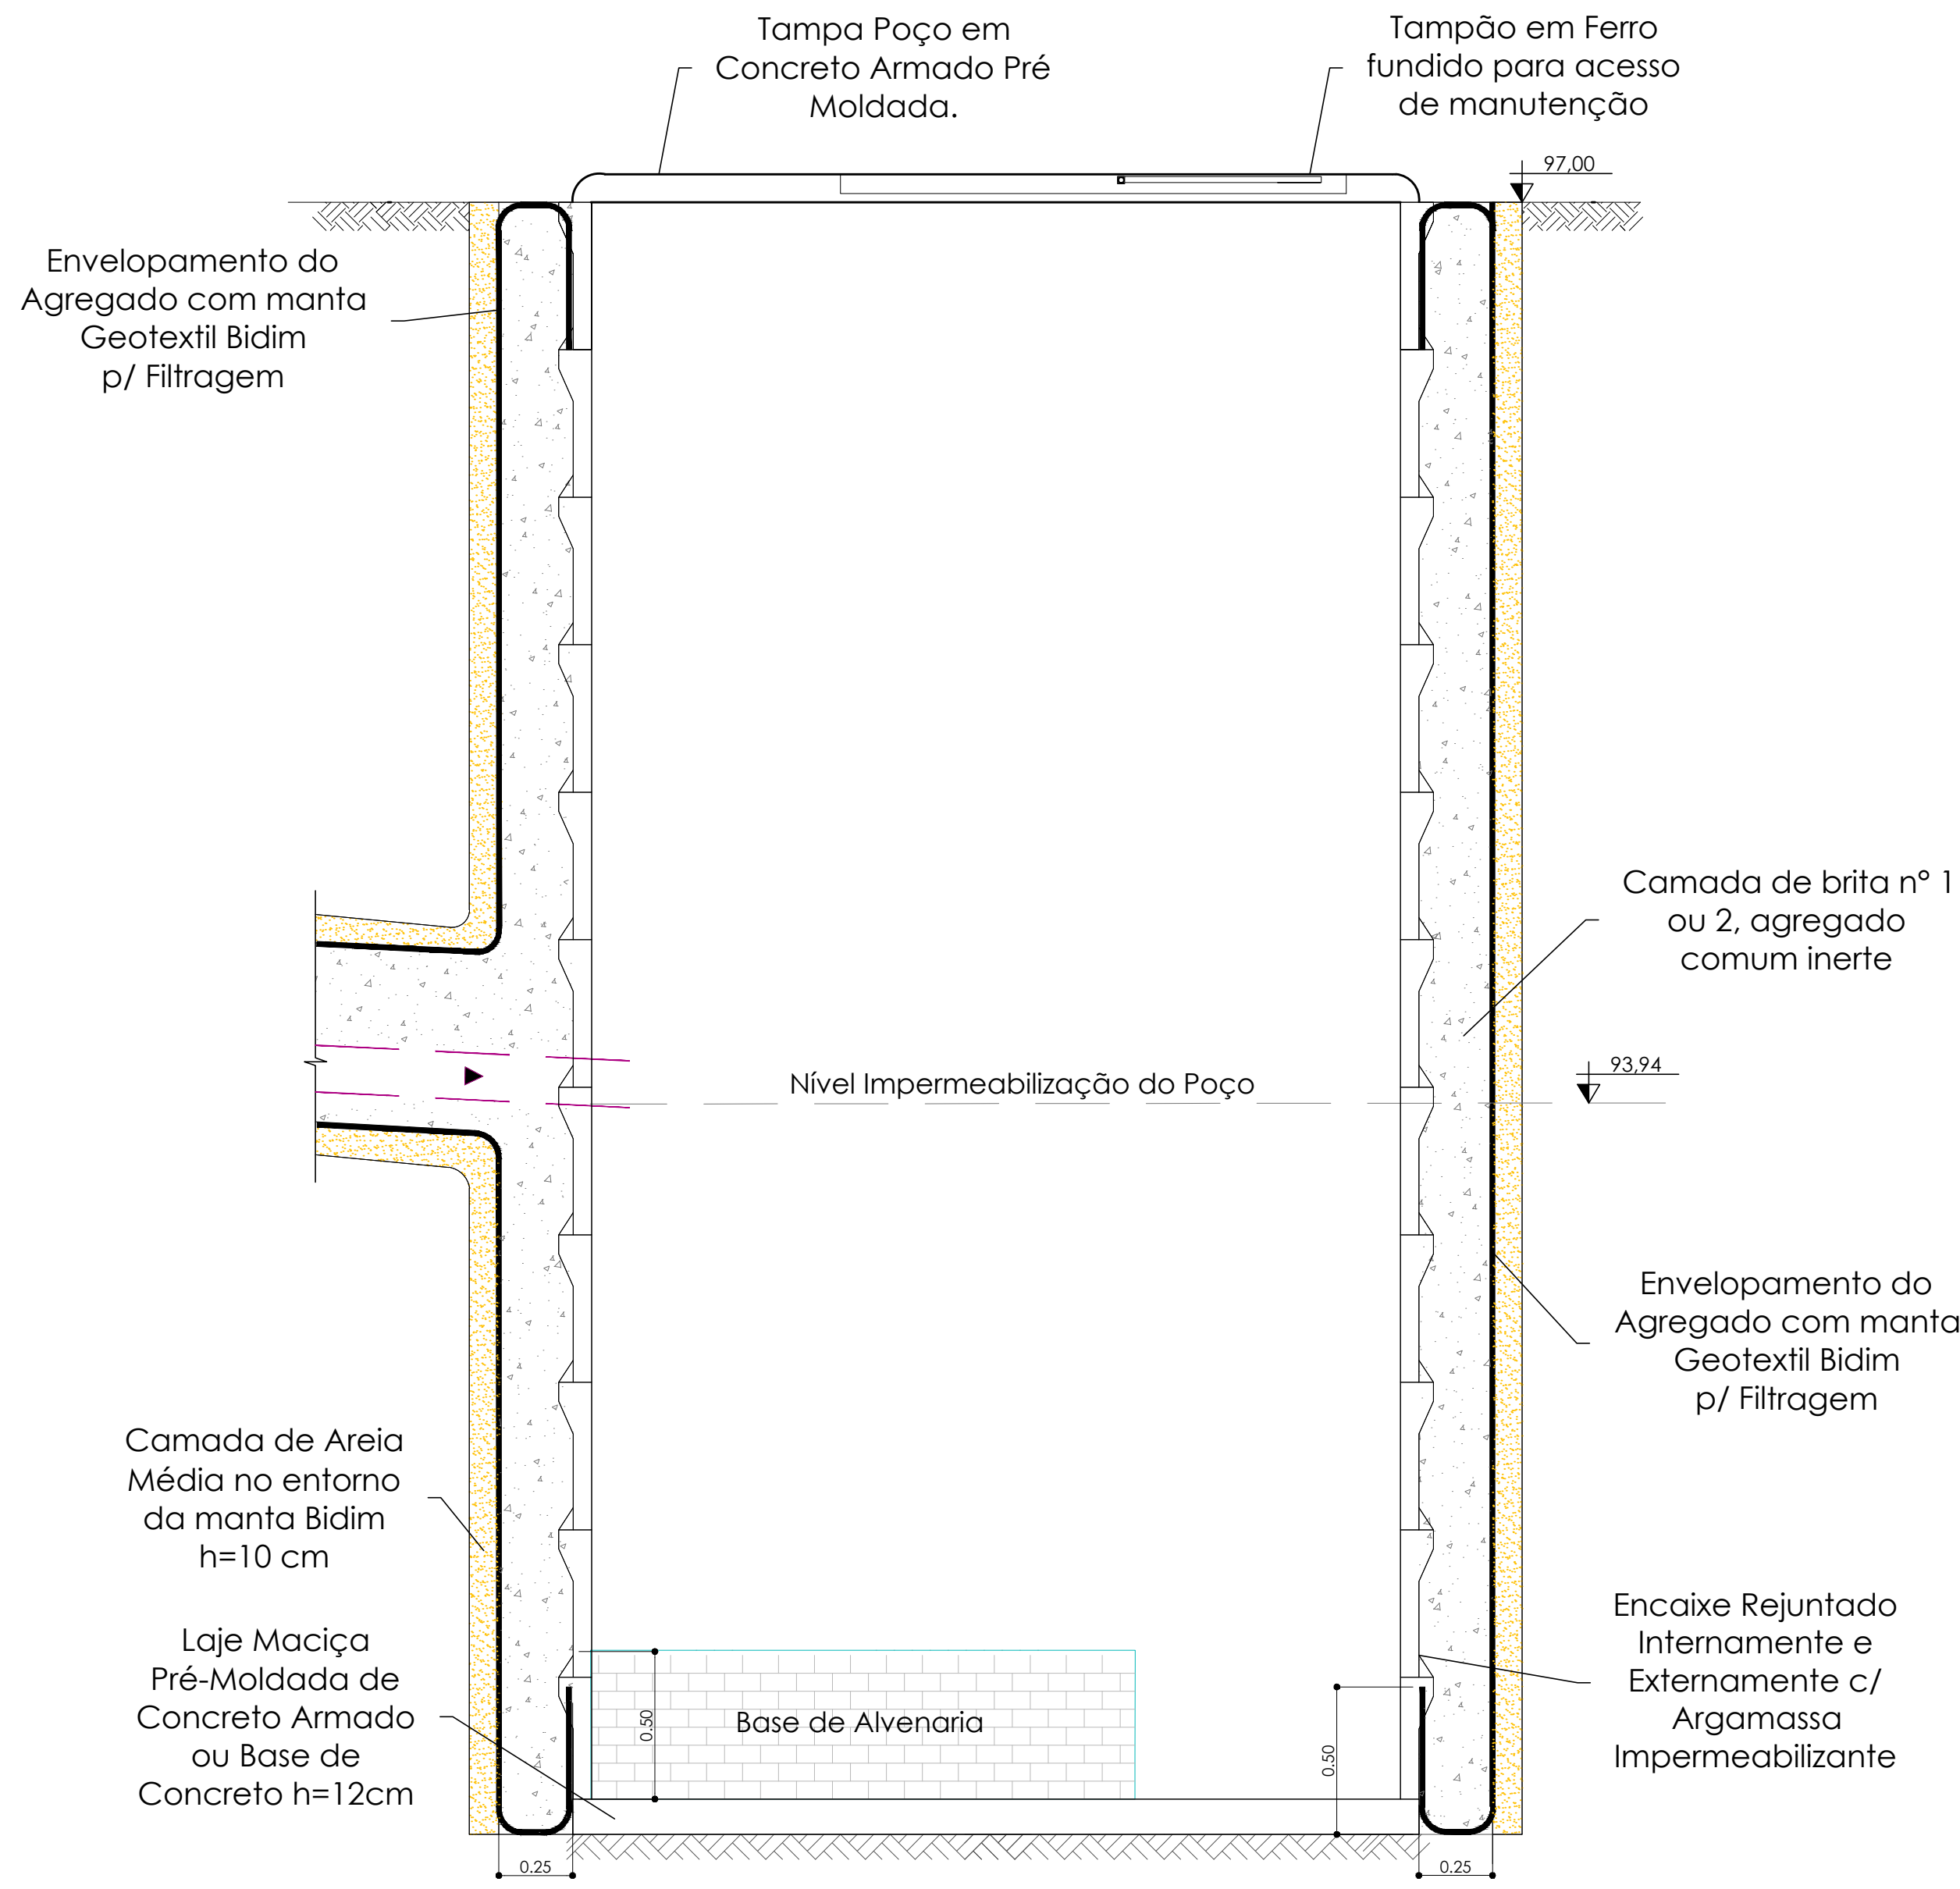 Tampa Poço em
Concreto Armado Pré
Moldada.
Tampão em Ferro
fundido para acesso
de manutenção
97,00
Envelopamento do
Agregado com manta
Geotextil Bidim
p/ Filtragem
Camada de brita n° 1
ou 2, agregado
comum inerte
93,94
Nível Impermeabilização do Poço
Envelopamento do
Agregado com manta
Geotextil Bidim
p/ Filtragem
Camada de Areia
Média no entorno
da manta Bidim
h=10 cm
Encaixe Rejuntado
Internamente e
Externamente c/
Argamassa
Impermeabilizante
Laje Maciça
Pré-Moldada de
Concreto Armado
ou Base de
Concreto h=12cm
0.50
Base de Alvenaria
0.50
0.25
0.25